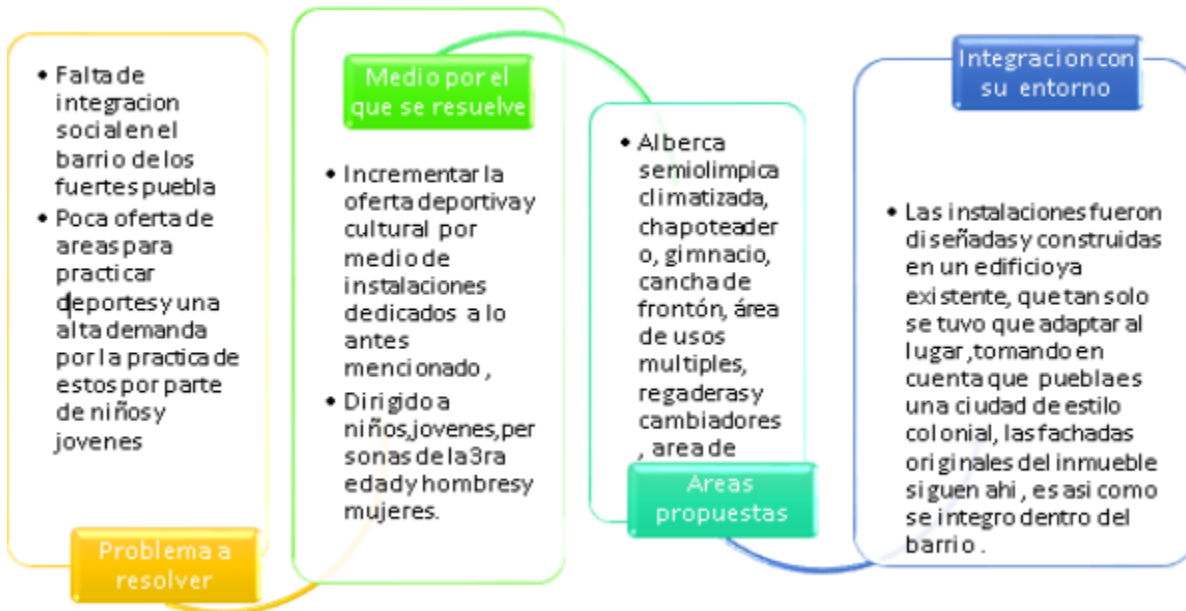 • Falta de
integracion
social en el
barrio de los
fuertes puebla
• Poca oferta de
areas para
practicar
deportes y una
alta demanda
por la practica de
estos por parte
de niños y
jovenes
Problema a
resolver
Medio por el
que se resuelve
• Incrementar la
oferta deportiva y
cultural por
medio de
instalaciones
dedicados a lo
antes
mencionado ,
• Dirigido a
niños,jovenes,per
sonas de la 3ra
edad y hombres y
mujeres.
• Alberca
semiolimpica
climatizada,
chapoteader
o, gimnacio,
cancha de
frontón, área
de usos
multiples,
regaderas y
cambiadores
, area de
Areas
propuestas
Integracion con
su entorno
• Las instalaciones fueron
diseñadas y construidas
en un edificio ya
existente, que tan solo
se tuvo que adaptar al
lugar ,tomando en
cuenta que puebla es
una ciudad de estilo
colonial, las fachadas
originales del inmueble
siguen ahi , es asi como
se integro dentro del
barrio .